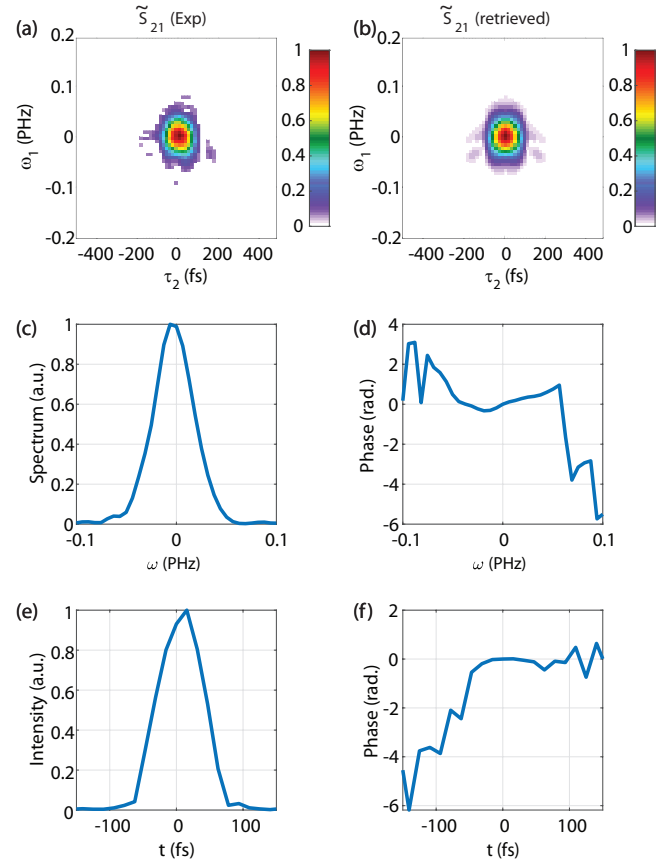 (a) S̃ 21 (Exp)
(b) S̃ 21 (retrieved)
0.2
0.1
0
-0.1
-0.2
ω1 (PHz)
-400 -200 0 200 400
τ2 (fs)
1
0.8
0.6
0.4
0.2
0
0.2
0.1
0
-0.1
-0.2
ω1 (PHz)
-400 -200 0 200 400
τ2 (fs)
1
0.8
0.6
0.4
0.2
0
(c)
1
0.8
0.6
0.4
0.2
0
Spectrum (a.u.)
-0.1 0 0.1
ω (PHz)
(d)
4
2
0
-2
-4
-6
Phase (rad.)
-0.1 0 0.1
ω (PHz)
(e)
1
0.8
0.6
0.4
0.2
0
Intensity (a.u.)
-100 0 100
t (fs)
(f)
2
0
-2
-4
-6
Phase (rad.)
-100 0 100
t (fs)